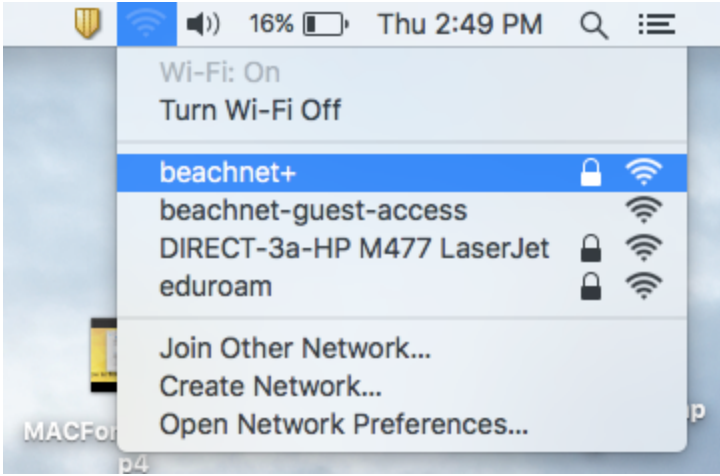 16% Thu 2:49 PM
Wi-Fi: On
Turn Wi-Fi Off
beachnet+
beachnet-guest-access
DIRECT-3a-HP M477 LaserJet
eduroam
Join Other Network...
Create Network...
Open Network Preferences...
MACFor
p4